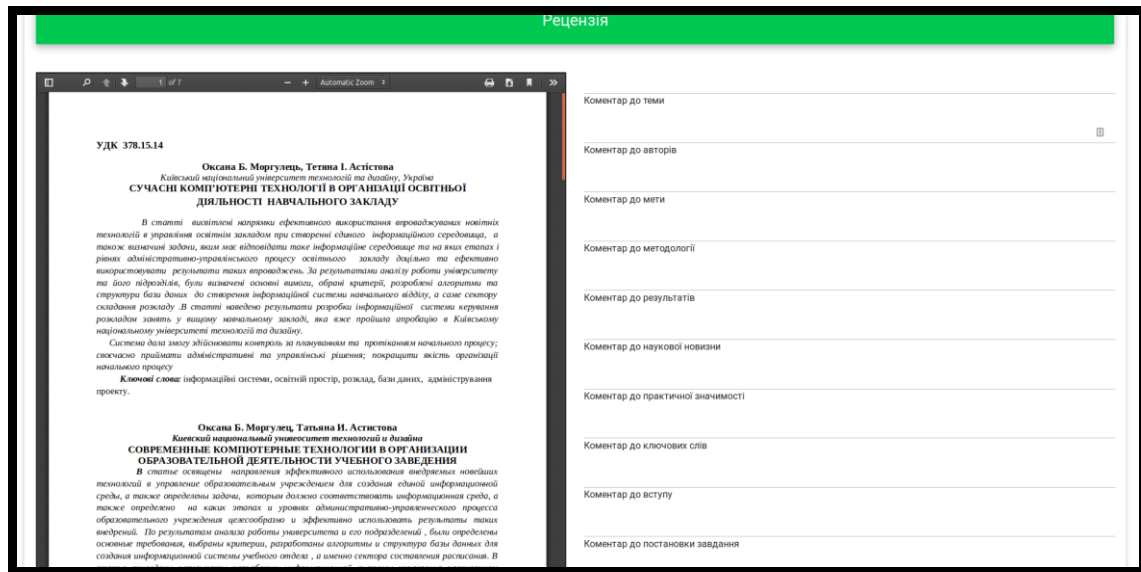 Рецензія
1 of 7
Automatic Zoom
УДК 378.15.14
Оксана Б. Моргулець, Тетяна І. Астістова
Київський національний університет технологій та дизайну, Україна
СУЧАСНІ КОМП'ЮТЕРНІ ТЕХНОЛОГІЇ В ОРГАНІЗАЦІЇ ОСВІТНЬОЇ
ДІЯЛЬНОСТІ НАВЧАЛЬНОГО ЗАКЛАДУ
В статті висвітлені напрямки ефективного використання впроваджуваних новітніх
технологій в управління освітнім закладом при створенні єдиного інформаційного середовища, а
також визначині задачи, яким має відповідати таке інформаційне середовище та на яких етапах і
рівнях адміністративно-управлінського процесу освітнього закладу доцільно та ефективно
використовувати результати таких впроваджень. За результатами аналізу роботи університету
та його підрозділів, були визначені основні вимоги, обрані критерії, розроблені алгоритми та
структури бази даних до створення інформаційної системи навчального відділу, а саме сектору
складання розкладу .В статті наведено результати розробки інформаційної системи керування
розкладом занять у вищому навчальному закладі, яка вже пройшла апробацію в Київському
національному університеті технологій та дизайну.
Система дала змогу здійсновати контроль за плануванням та протіканням начального процесу;
своєчасно приймати адміністративні та управлінські рішення; покращити якість організації
начального процесу
Ключові слова: інформаційні системи, освітній простір, розклад, бази даних, адміністрування
проекту.
Оксана Б. Моргулец, Татьяна И. Астистова
Киевский национальный унивеоситет технологий и дизайна
СОВРЕМЕННЫЕ КОМПЮТЕРНЫЕ ТЕХНОЛОГИИ В ОРГАНИЗАЦИИ
ОБРАЗОВАТЕЛЬНОЙ ДЕЯТЕЛЬНОСТИ УЧЕБНОГО ЗАВЕДЕНИЯ
В статье освящены направления эффективного использования внедряемых новейших
технологий в управление образовательным учреждением для создания единой информационной
среды, а также определены задачи, которым должно соответствовать информационная среда, а
также определено на каких этапах и уровнях административно-управленческого процесса
образовательного учреждения целесообразно и эффективно использовать результаты таких
внедрений. По результатам анализа работы университета и его подразделений , были определены
основные требования, выбраны критерии, разработаны алгоритмы и структура базы данных для
создания информационной системы учебного отдела , а именно сектора составления расписания. В
Коментар до теми
Коментар до авторів
Коментар до мети
Коментар до методології
Коментар до результатів
Коментар до наукової новизни
Коментар до практичної значимості
Коментар до ключових слів
Коментар до вступу
Коментар до постановки завдання